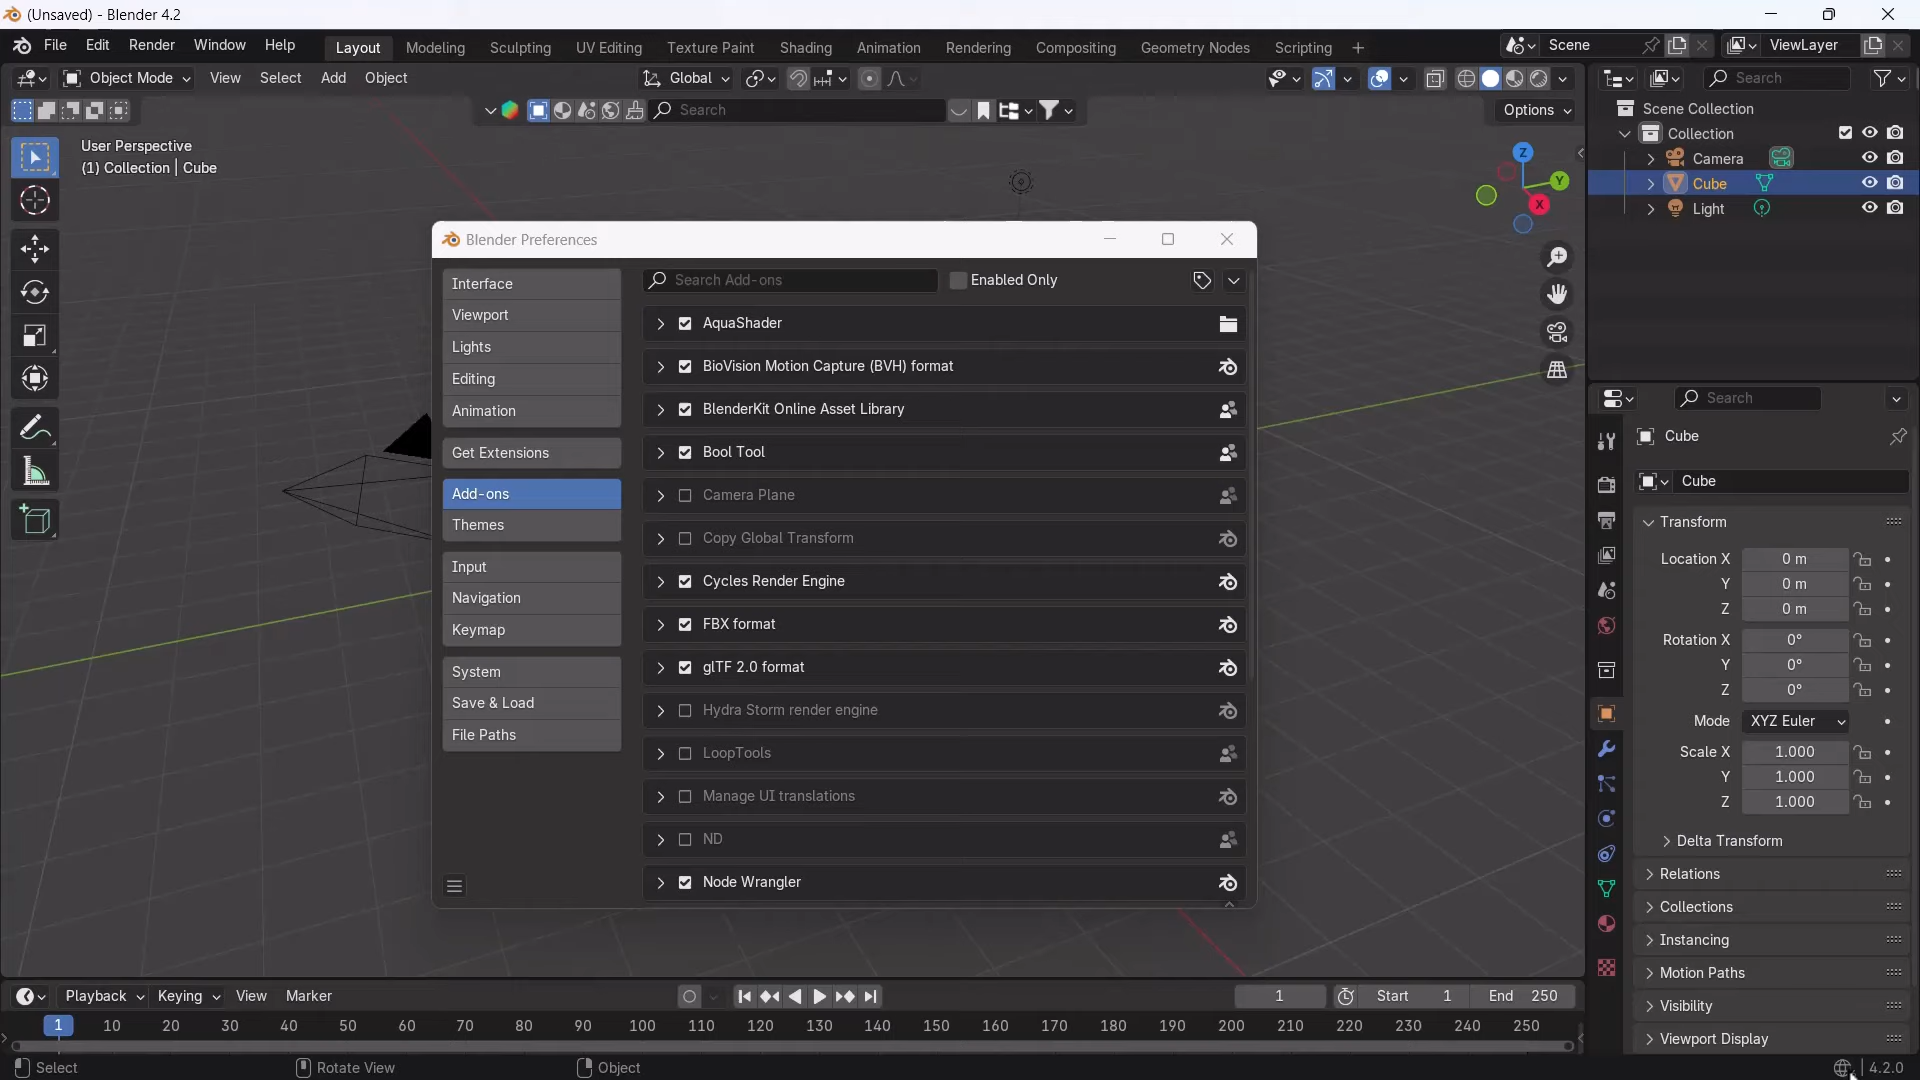 (Unsaved) - Blender 4.2
File Edit Render Window Help Layout Modeling Sculpting UV Editing Texture Paint Shading Animation Rendering Compositing Geometry Nodes Scripting + Scene ViewLayer
Object Mode View Select Add Object Global Search
Search Options
User Perspective
(1) Collection | Cube
Z
Y
X
Scene Collection
Collection
Camera
Cube
Light
Blender Preferences
Interface
Viewport
Lights
Editing
Animation
Get Extensions
Add-ons
Themes
Input
Navigation
Keymap
System
Save & Load
File Paths
Search Add-ons Enabled Only
AquaShader
BioVision Motion Capture (BVH) format
BlenderKit Online Asset Library
Bool Tool
Camera Plane
Copy Global Transform
Cycles Render Engine
FBX format
glTF 2.0 format
Hydra Storm render engine
LoopTools
Manage UI translations
ND
Node Wrangler
Search
Cube
Cube
Transform
Location X 0 m
Y 0 m
Z 0 m
Rotation X 0°
Y 0°
Z 0°
Mode XYZ Euler
Scale X 1.000
Y 1.000
Z 1.000
Delta Transform
Relations
Collections
Instancing
Motion Paths
Visibility
Viewport Display
Playback Keying View Marker 1 Start 1 End 250
1 10 20 30 40 50 60 70 80 90 100 110 120 130 140 150 160 170 180 190 200 210 220 230 240 250
Select Rotate View Object 4.2.0